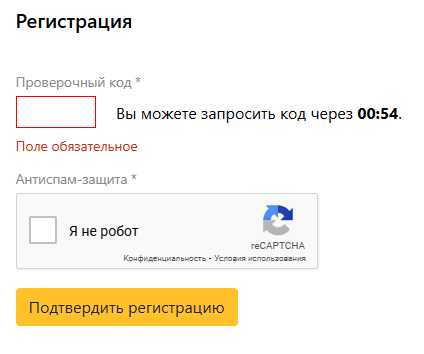 Регистрация
Проверочный код *
Вы можете запросить код через 00:54.
Поле обязательное
Антиспам-защита *
Я не робот
reCAPTCHA
Конфиденциальность - Условия использования
Подтвердить регистрацию